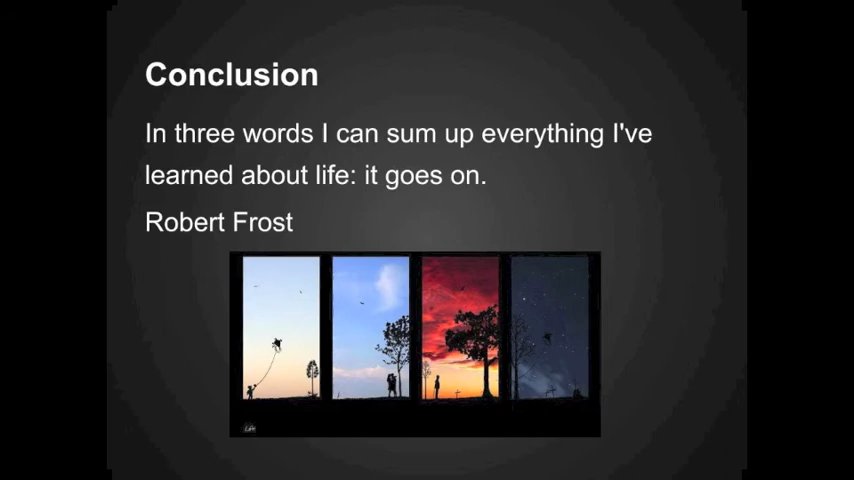 Conclusion
In three words I can sum up everything I've
learned about life: it goes on.
Robert Frost